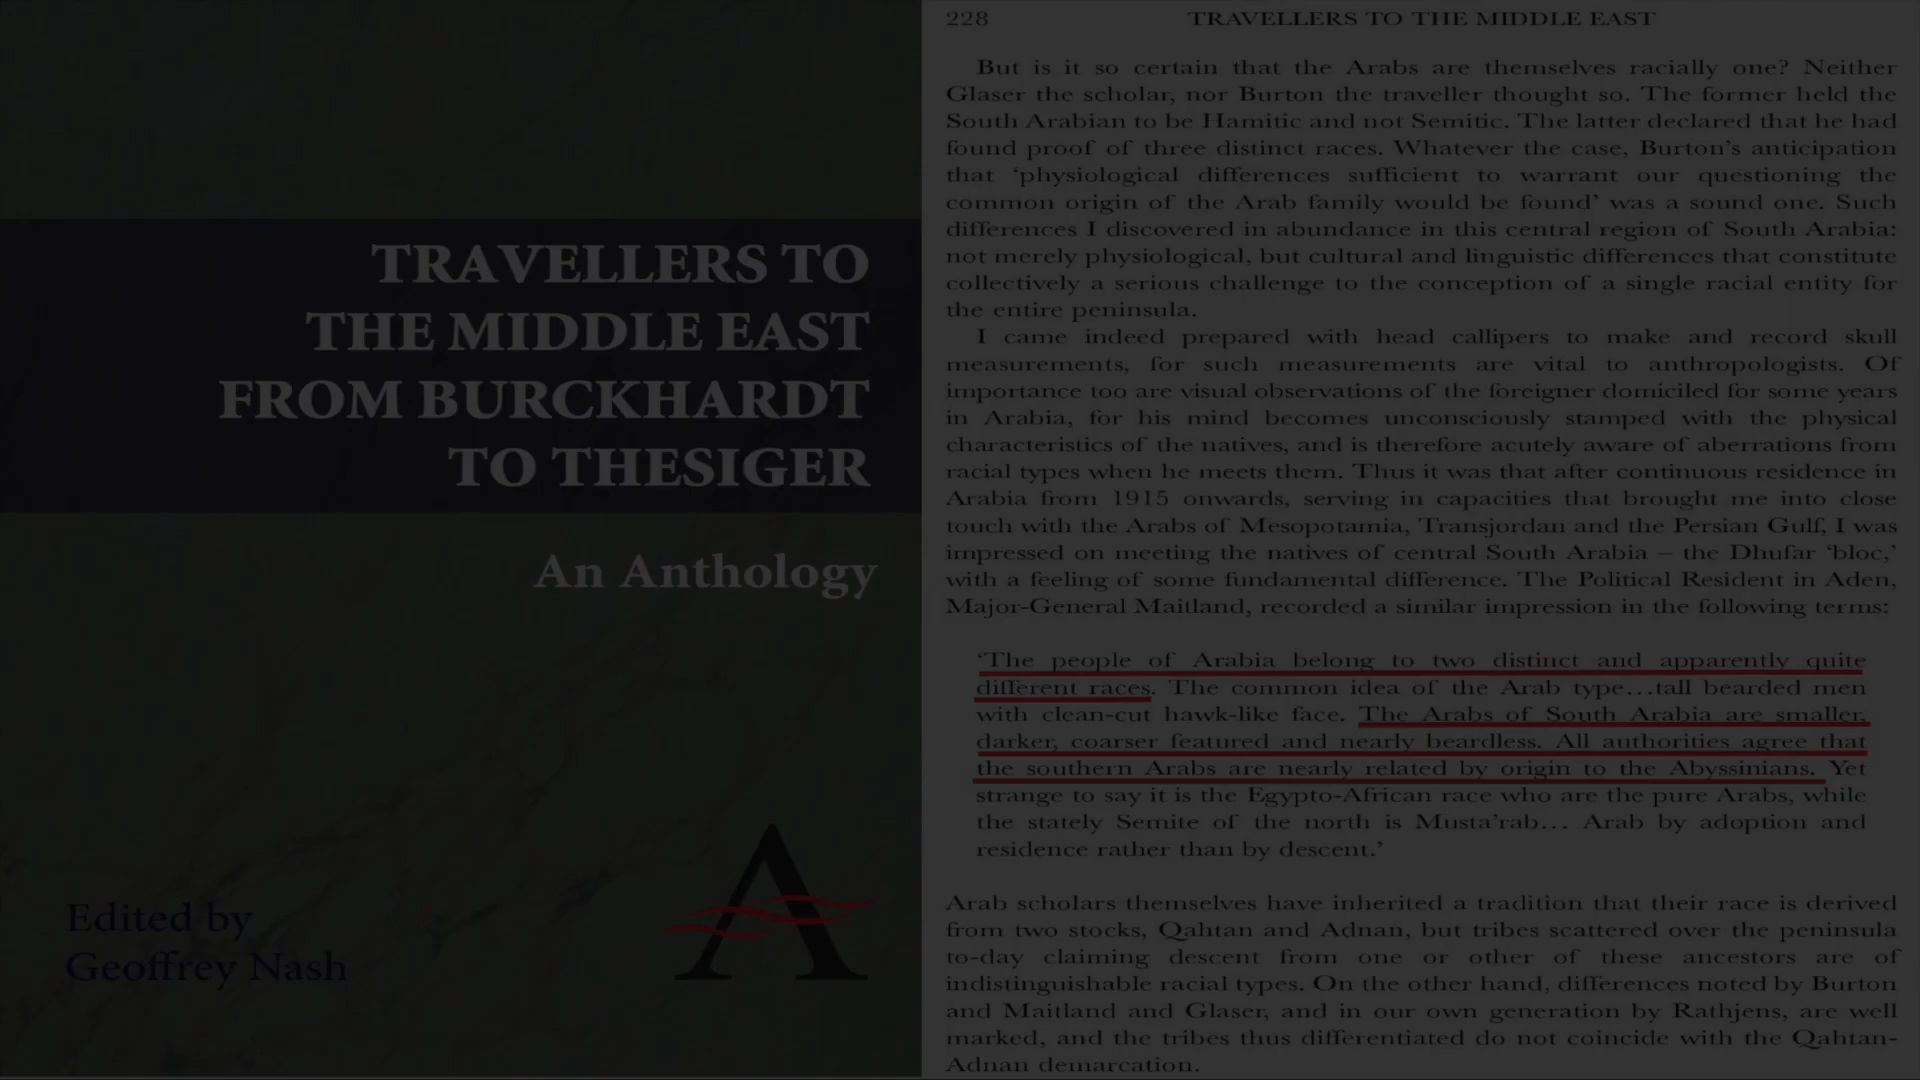 TRAVELLERS TO
THE MIDDLE EAST
FROM BURCKHARDT
TO THESIGER
An Anthology
Edited by
Geoffrey Nash
228 TRAVELLERS TO THE MIDDLE EAST
But is it so certain that the Arabs are themselves racially one? Neither
Glaser the scholar, nor Burton the traveller thought so. The former held the
South Arabian to be Hamitic and not Semitic. The latter declared that he had
found proof of three distinct races. Whatever the case, Burton's anticipation
that 'physiological differences sufficient to warrant our questioning the
common origin of the Arab family would be found' was a sound one. Such
differences I discovered in abundance in this central region of South Arabia:
not merely physiological, but cultural and linguistic differences that constitute
collectively a serious challenge to the conception of a single racial entity for
the entire peninsula.
I came indeed prepared with head callipers to make and record skull
measurements, for such measurements are vital to anthropologists. Of
importance too are visual observations of the foreigner domiciled for some years
in Arabia, for his mind becomes unconsciously stamped with the physical
characteristics of the natives, and is therefore acutely aware of aberrations from
racial types when he meets them. Thus it was that after continuous residence in
Arabia from 1915 onwards, serving in capacities that brought me into close
touch with the Arabs of Mesopotamia, Transjordan and the Persian Gulf, I was
impressed on meeting the natives of central South Arabia – the Dhufar 'bloc,'
with a feeling of some fundamental difference. The Political Resident in Aden,
Major-General Maitland, recorded a similar impression in the following terms:
'The people of Arabia belong to two distinct and apparently quite
different races. The common idea of the Arab type…tall bearded men
with clean-cut hawk-like face. The Arabs of South Arabia are smaller,
darker, coarser featured and nearly beardless. All authorities agree that
the southern Arabs are nearly related by origin to the Abyssinians. Yet
strange to say it is the Egypto-African race who are the pure Arabs, while
the stately Semite of the north is Musta'rab… Arab by adoption and
residence rather than by descent.'
Arab scholars themselves have inherited a tradition that their race is derived
from two stocks, Qahtan and Adnan, but tribes scattered over the peninsula
to-day claiming descent from one or other of these ancestors are of
indistinguishable racial types. On the other hand, differences noted by Burton
and Maitland and Glaser, and in our own generation by Rathjens, are well
marked, and the tribes thus differentiated do not coincide with the Qahtan-
Adnan demarcation.